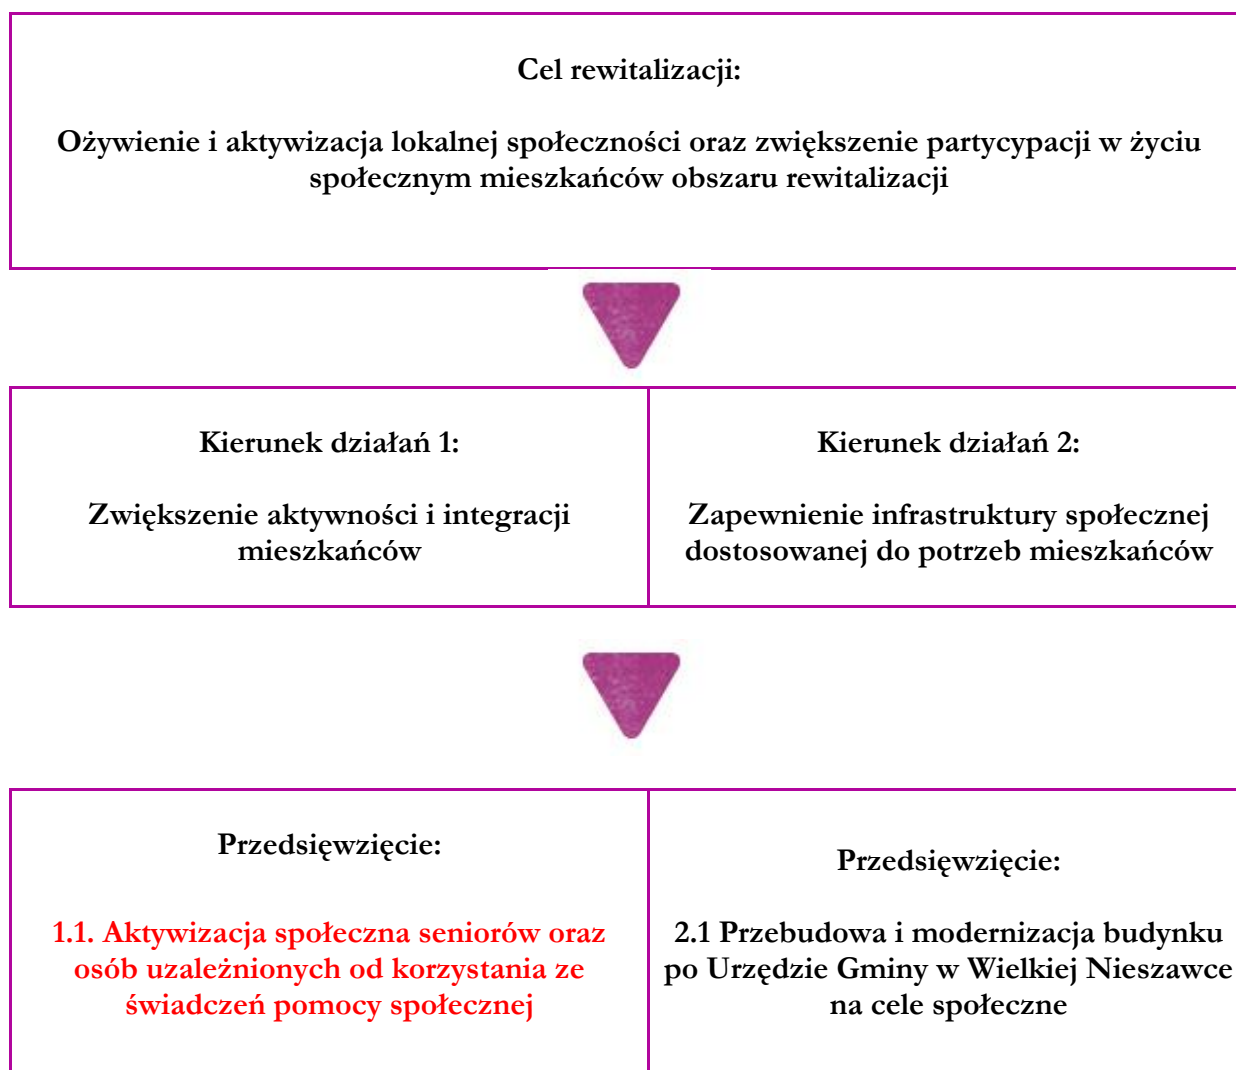 Cel rewitalizacji:
Ożywienie i aktywizacja lokalnej społeczności oraz zwiększenie partycypacji w życiu
społecznym mieszkańców obszaru rewitalizacji
Kierunek działań 1:
Zwiększenie aktywności i integracji
mieszkańców
Kierunek działań 2:
Zapewnienie infrastruktury społecznej
dostosowanej do potrzeb mieszkańców
Przedsięwzięcie:
1.1. Aktywizacja społeczna seniorów oraz
osób uzależnionych od korzystania ze
świadczeń pomocy społecznej
Przedsięwzięcie:
2.1 Przebudowa i modernizacja budynku
po Urzędzie Gminy w Wielkiej Nieszawce
na cele społeczne